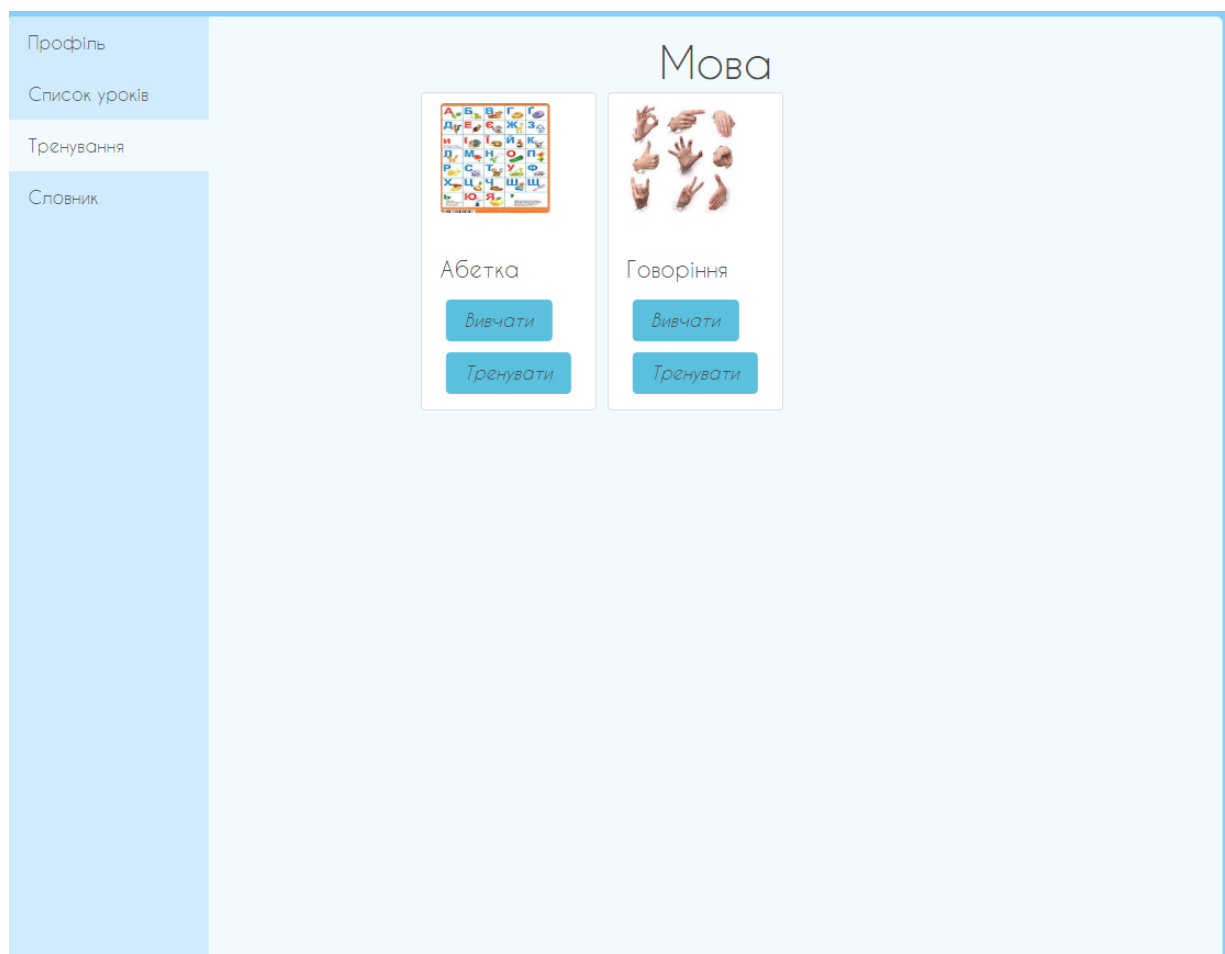 Профіль
Список уроків
Тренування
Словник
Мова
А Б В Г Ґ
Д Е Є Ж З
И І Ї Й К
Л М Н О П
Р С Т У Ф
Х Ц Ч Ш Щ
Ь Ю Я
Абетка
Вивчати
Тренувати
Говоріння
Вивчати
Тренувати